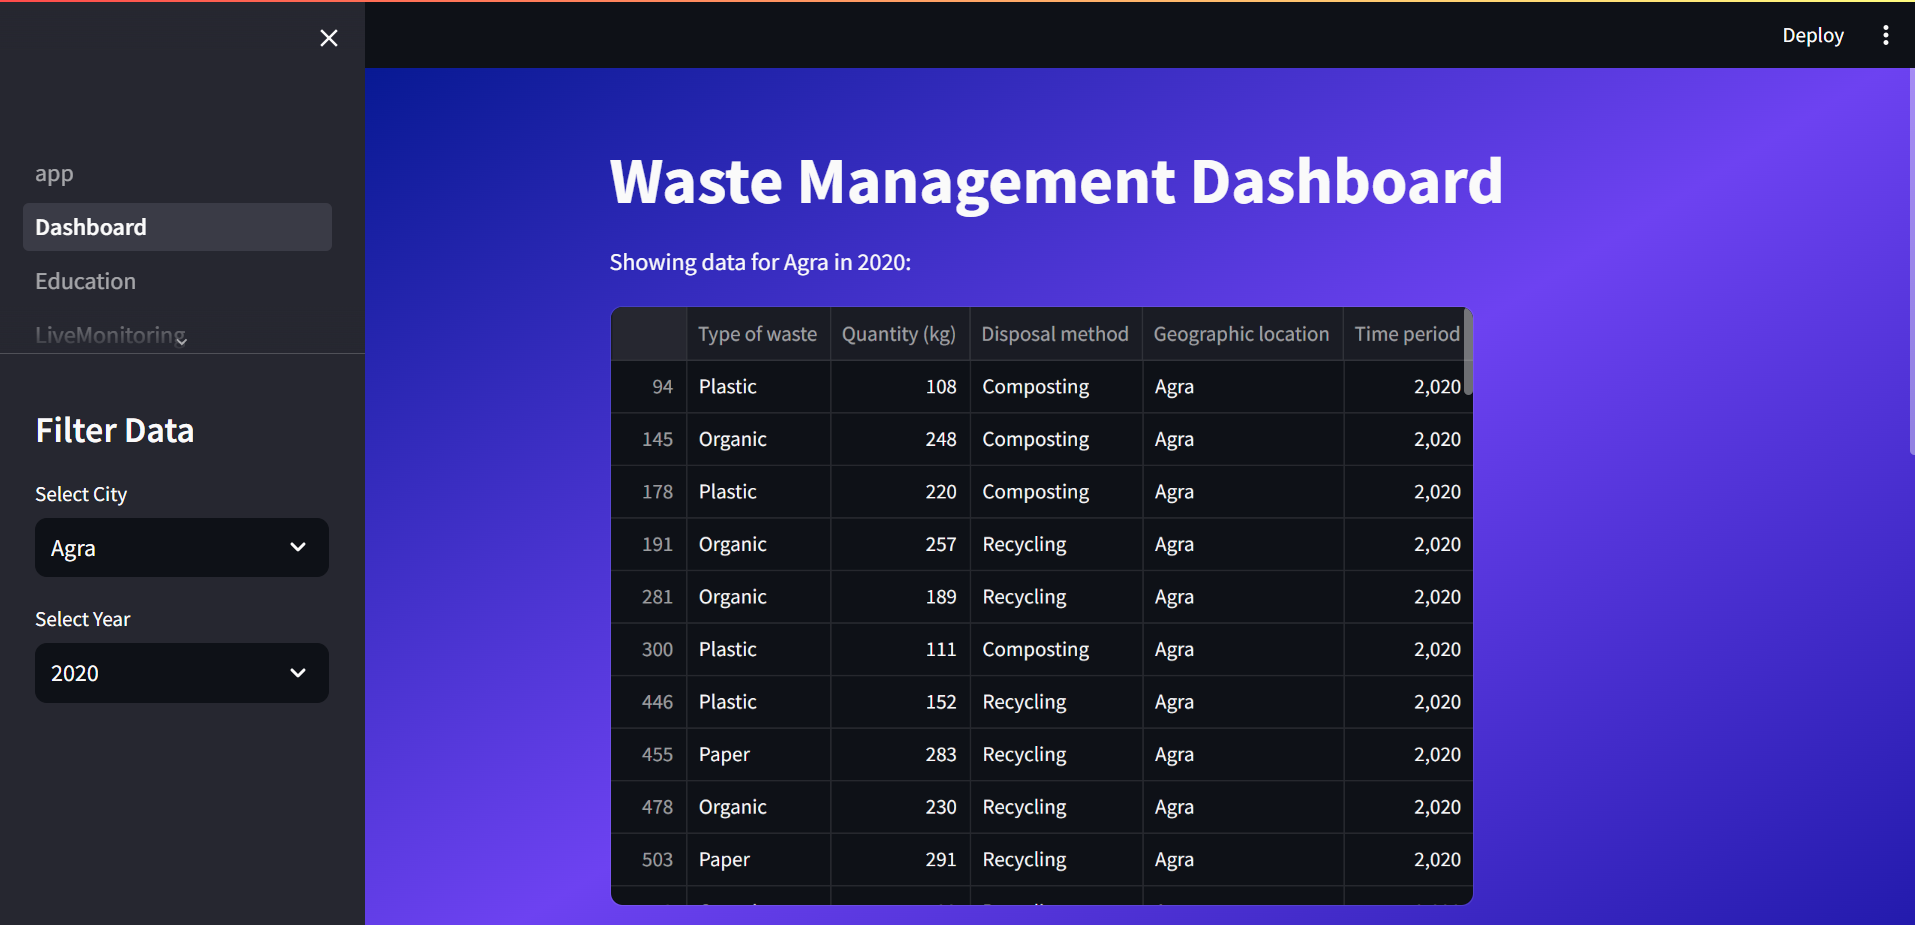 Deploy
app
Dashboard
Education
LiveMonitoring
Filter Data
Select City
Agra
Select Year
2020
Waste Management Dashboard
Showing data for Agra in 2020:
Type of waste Quantity (kg) Disposal method Geographic location Time period
94 Plastic 108 Composting Agra 2,020
145 Organic 248 Composting Agra 2,020
178 Plastic 220 Composting Agra 2,020
191 Organic 257 Recycling Agra 2,020
281 Organic 189 Recycling Agra 2,020
300 Plastic 111 Composting Agra 2,020
446 Plastic 152 Recycling Agra 2,020
455 Paper 283 Recycling Agra 2,020
478 Organic 230 Recycling Agra 2,020
503 Paper 291 Recycling Agra 2,020